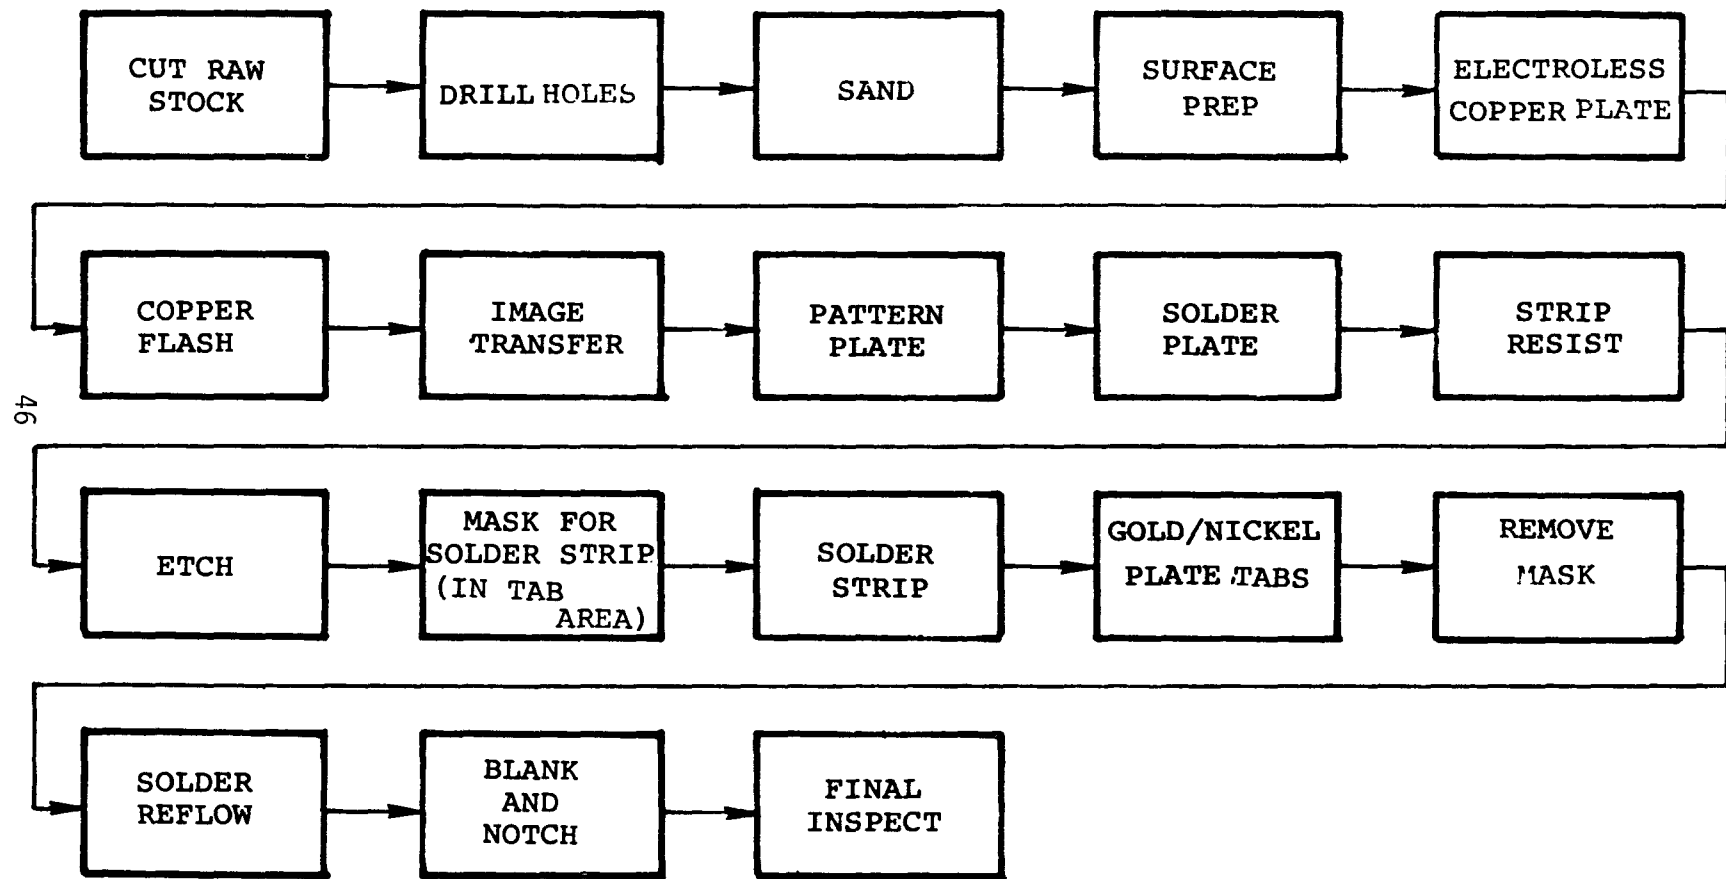 CUT RAW
STOCK
DRILL HOLES
SAND
SURFACE
PREP
ELECTROLESS
COPPER PLATE
COPPER
FLASH
IMAGE
TRANSFER
PATTERN
PLATE
SOLDER
PLATE
STRIP
RESIST
46
ETCH
MASK FOR
SOLDER STRIP
(IN TAB
AREA)
SOLDER
STRIP
GOLD/NICKEL
PLATE TABS
REMOVE
MASK
SOLDER
REFLOW
BLANK
AND
NOTCH
FINAL
INSPECT